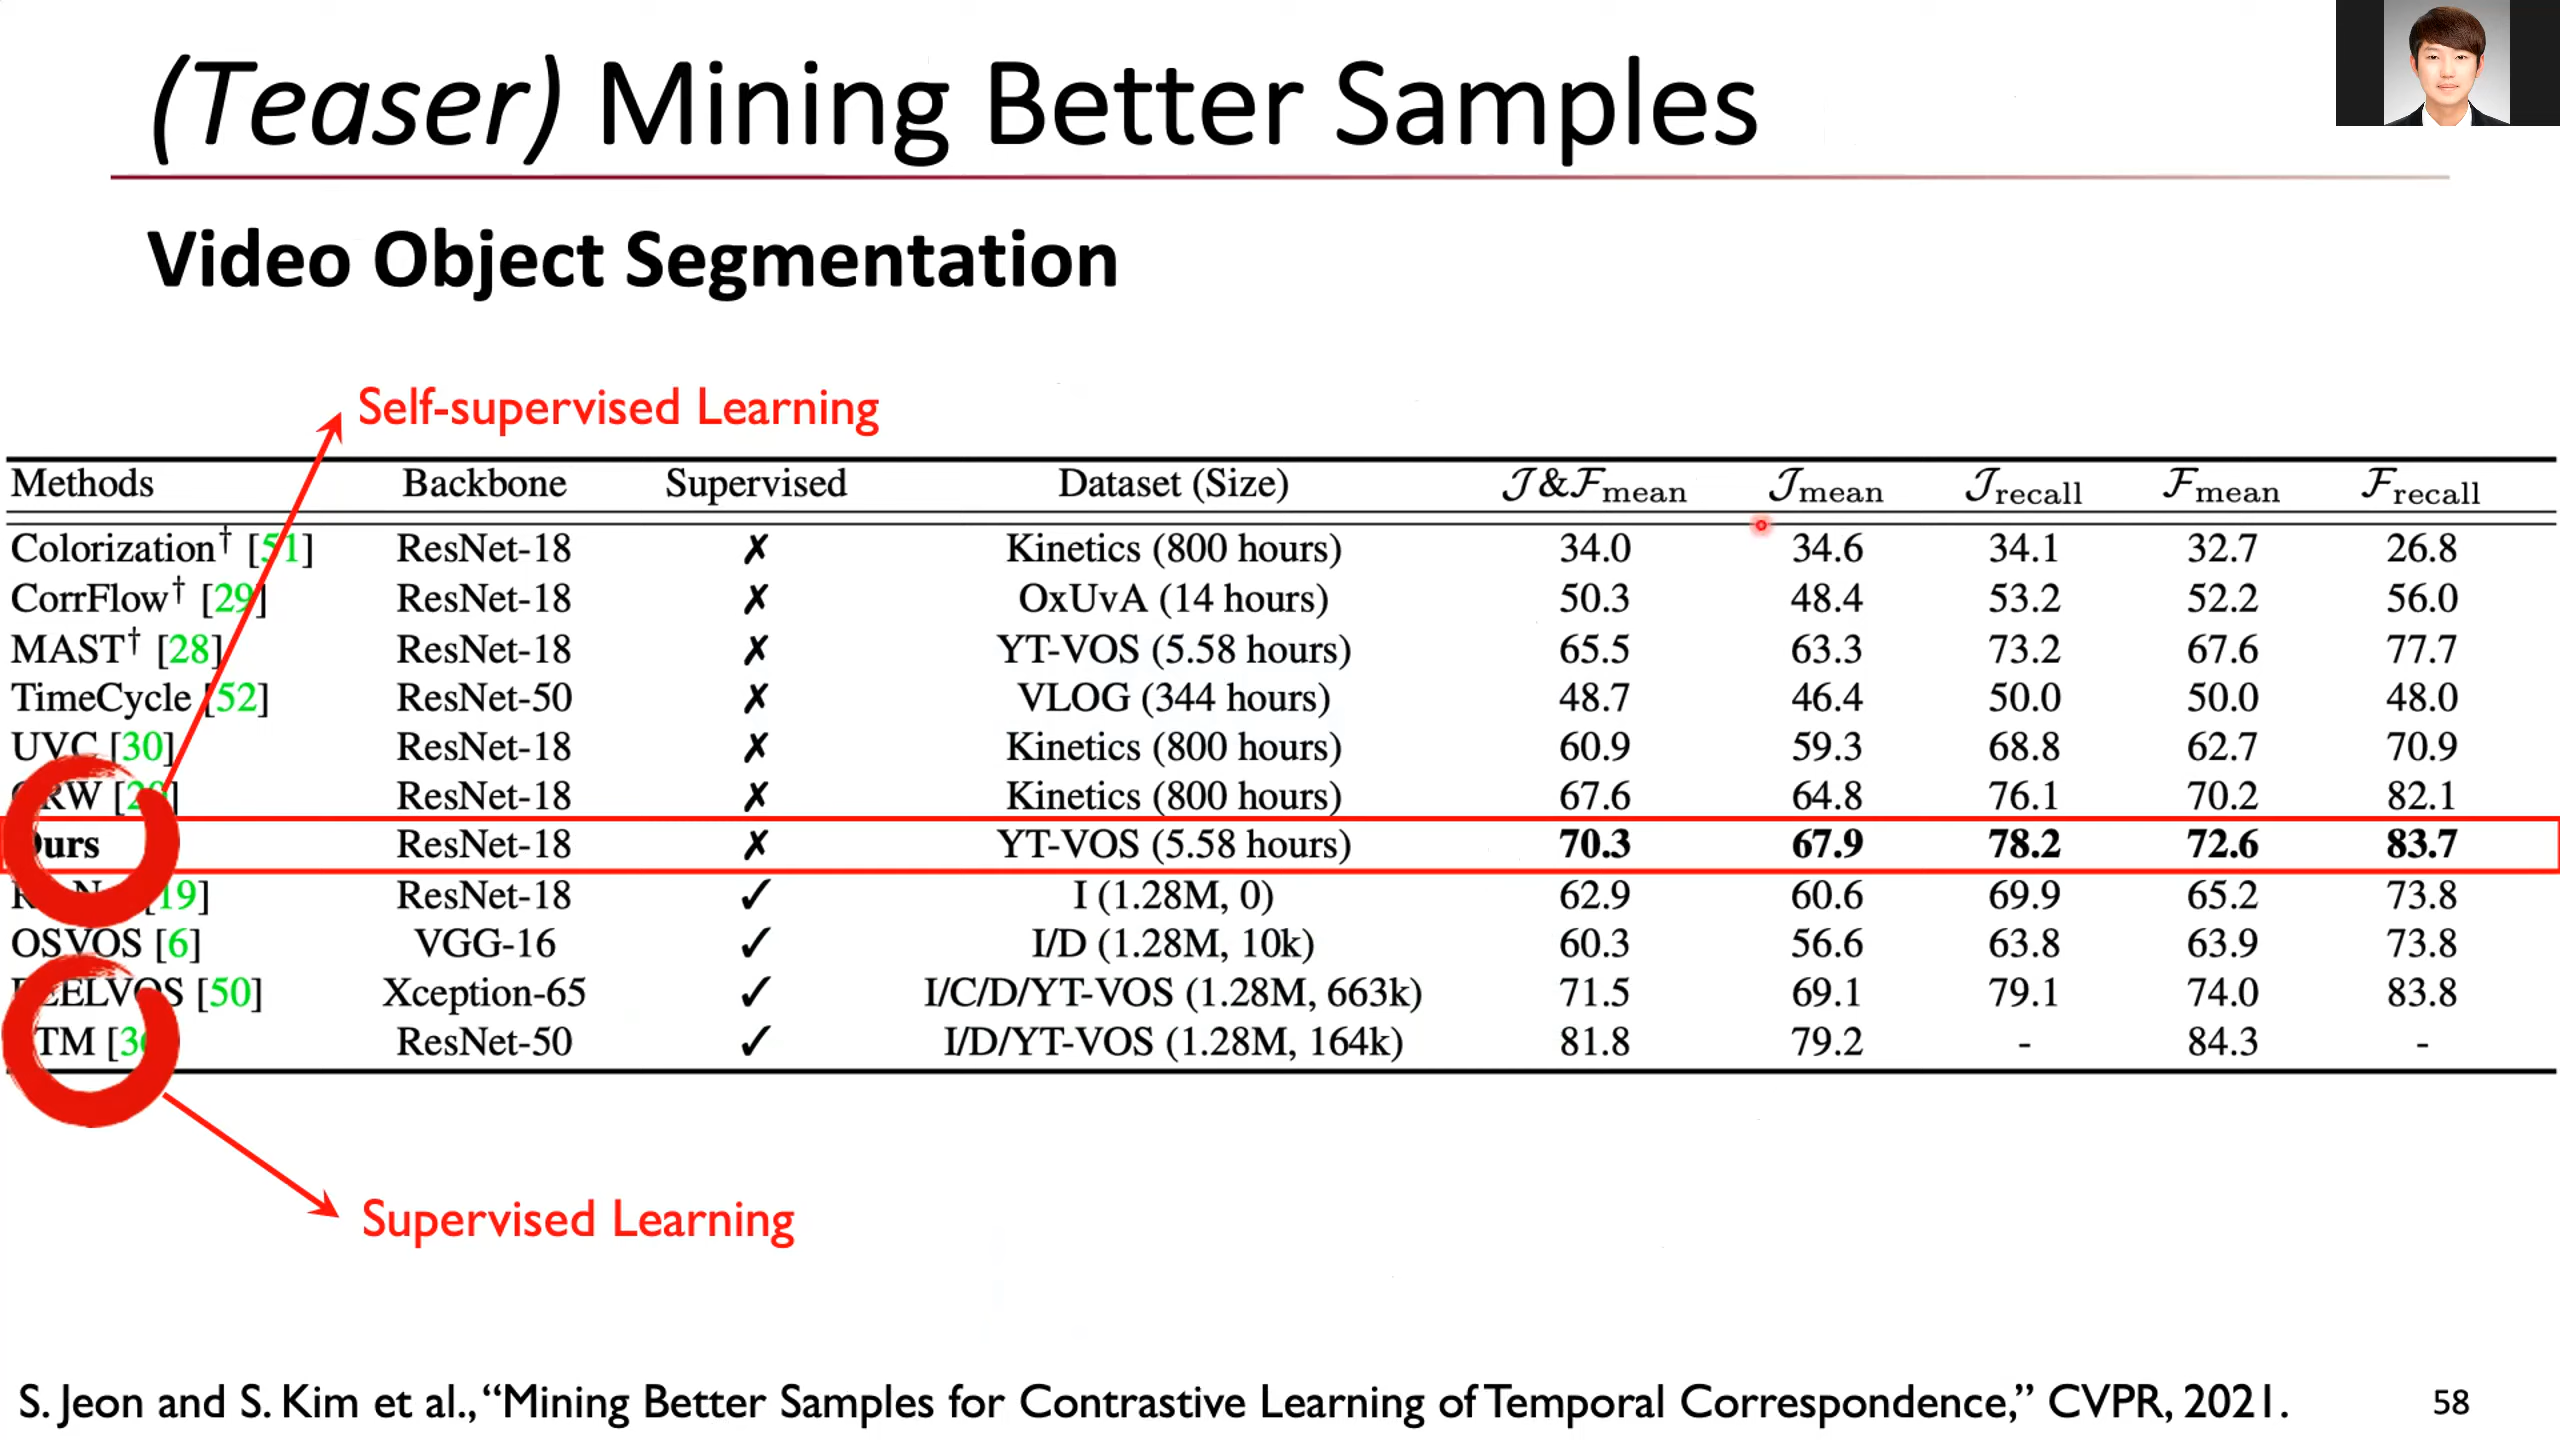 (Teaser) Mining Better Samples
Video Object Segmentation
Self-supervised Learning
Methods Backbone Supervised Dataset (Size) J&Fmean Jmean Jrecall Fmean Frecall
Colorization† [51] ResNet-18 ✗ Kinetics (800 hours) 34.0 34.6 34.1 32.7 26.8
CorrFlow† [29] ResNet-18 ✗ OxUvA (14 hours) 50.3 48.4 53.2 52.2 56.0
MAST† [28] ResNet-18 ✗ YT-VOS (5.58 hours) 65.5 63.3 73.2 67.6 77.7
TimeCycle [52] ResNet-50 ✗ VLOG (344 hours) 48.7 46.4 50.0 50.0 48.0
UVC [30] ResNet-18 ✗ Kinetics (800 hours) 60.9 59.3 68.8 62.7 70.9
ResNet-18 ✗ Kinetics (800 hours) 67.6 64.8 76.1 70.2 82.1
Ours ResNet-18 ✗ YT-VOS (5.58 hours) 70.3 67.9 78.2 72.6 83.7
[19] ResNet-18 ✓ I (1.28M, 0) 62.9 60.6 69.9 65.2 73.8
OSVOS [6] VGG-16 ✓ I/D (1.28M, 10k) 60.3 56.6 63.8 63.9 73.8
[50] Xception-65 ✓ I/C/D/YT-VOS (1.28M, 663k) 71.5 69.1 79.1 74.0 83.8
ResNet-50 ✓ I/D/YT-VOS (1.28M, 164k) 81.8 79.2 - 84.3 -
Supervised Learning
S. Jeon and S. Kim et al., “Mining Better Samples for Contrastive Learning of Temporal Correspondence,” CVPR, 2021.
58